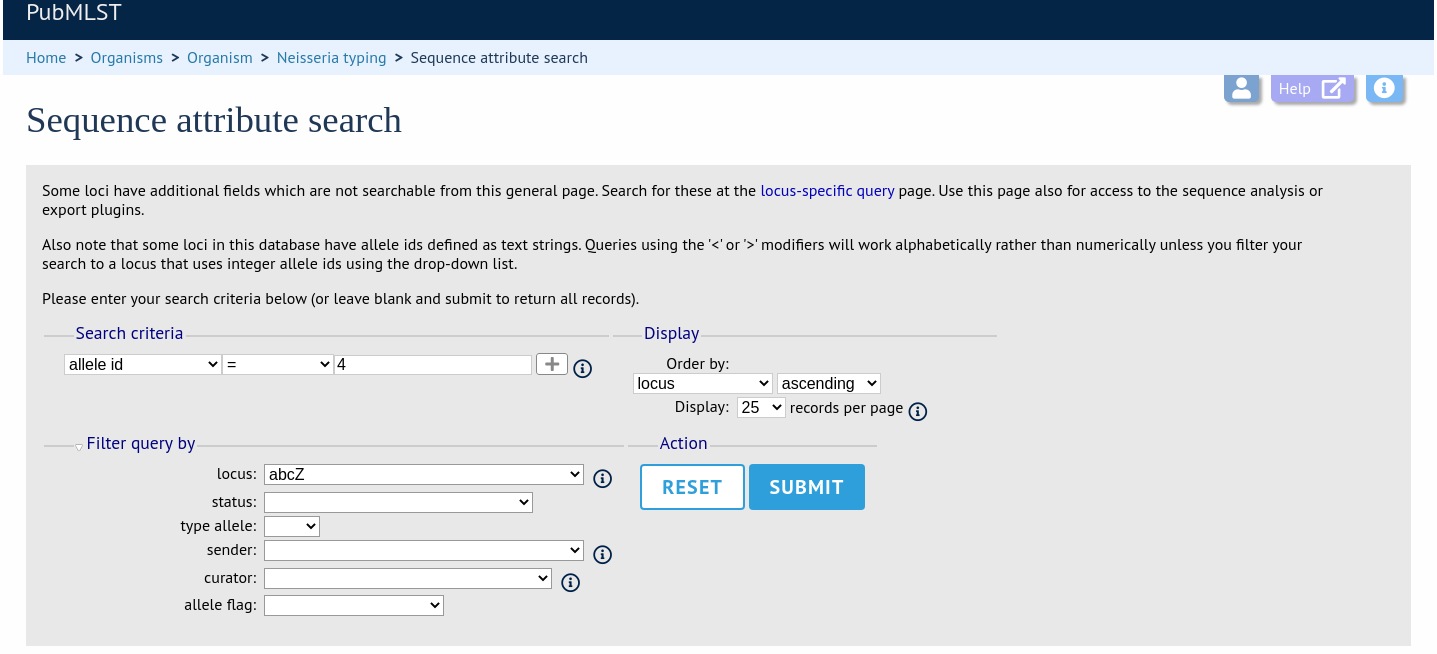 PubMLST
Home > Organisms > Organism > Neisseria typing > Sequence attribute search
Help
Sequence attribute search
Some loci have additional fields which are not searchable from this general page. Search for these at the locus-specific query page. Use this page also for access to the sequence analysis or
export plugins.
Also note that some loci in this database have allele ids defined as text strings. Queries using the '<' or '>' modifiers will work alphabetically rather than numerically unless you filter your
search to a locus that uses integer allele ids using the drop-down list.
Please enter your search criteria below (or leave blank and submit to return all records).
Search criteria
allele id = 4 +
Display
Order by:
locus ascending
Display: 25 records per page
Filter query by
locus: abcZ
status:
type allele:
sender:
curator:
allele flag:
Action
RESET SUBMIT